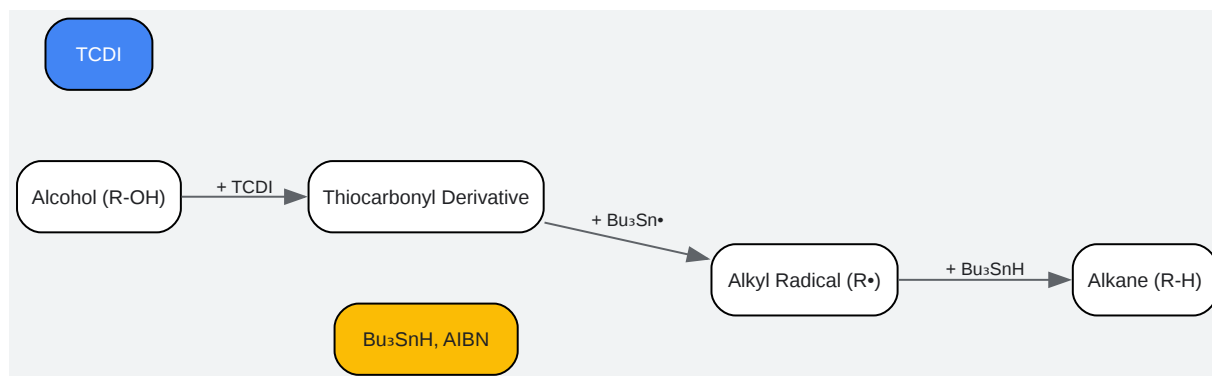 TCDI
Alcohol (R-OH)
+ TCDI
Thiocarbonyl Derivative
+ Bu₃Sn•
Alkyl Radical (R•)
+ Bu₃SnH
Alkane (R-H)
Bu₃SnH, AIBN